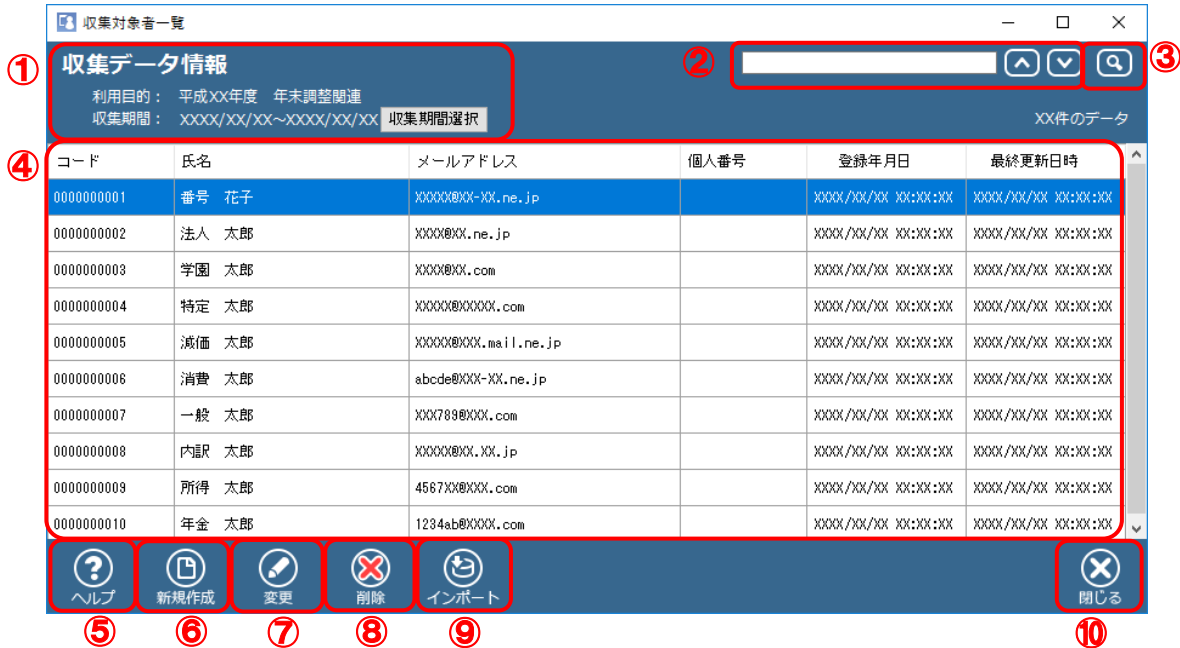 収集対象者一覧
① 収集データ情報 ② ③
利用目的： 平成XX年度 年末調整関連
収集期間： XXXX/XX/XX～XXXX/XX/XX 収集期間選択 XX件のデータ
④ コード 氏名 メールアドレス 個人番号 登録年月日 最終更新日時
0000000001 番号 花子 XXXXX@XX-XX.ne.jp XXXX/XX/XX XX:XX:XX XXXX/XX/XX XX:XX:XX
0000000002 法人 太郎 XXXX@XX.ne.jp XXXX/XX/XX XX:XX:XX XXXX/XX/XX XX:XX:XX
0000000003 学園 太郎 XXXX@XX.com XXXX/XX/XX XX:XX:XX XXXX/XX/XX XX:XX:XX
0000000004 特定 太郎 XXXXX@XXXXX.com XXXX/XX/XX XX:XX:XX XXXX/XX/XX XX:XX:XX
0000000005 減価 太郎 XXXXX@XXX.mail.ne.jp XXXX/XX/XX XX:XX:XX XXXX/XX/XX XX:XX:XX
0000000006 消費 太郎 abcde@XXX-XX.ne.jp XXXX/XX/XX XX:XX:XX XXXX/XX/XX XX:XX:XX
0000000007 一般 太郎 XXX789@XXX.com XXXX/XX/XX XX:XX:XX XXXX/XX/XX XX:XX:XX
0000000008 内訳 太郎 XXXXX@XX.XX.jp XXXX/XX/XX XX:XX:XX XXXX/XX/XX XX:XX:XX
0000000009 所得 太郎 4567XX@XXX.com XXXX/XX/XX XX:XX:XX XXXX/XX/XX XX:XX:XX
0000000010 年金 太郎 1234ab@XXXX.com XXXX/XX/XX XX:XX:XX XXXX/XX/XX XX:XX:XX
ヘルプ 新規作成 変更 削除 インポート 閉じる
⑤ ⑥ ⑦ ⑧ ⑨ ⑩